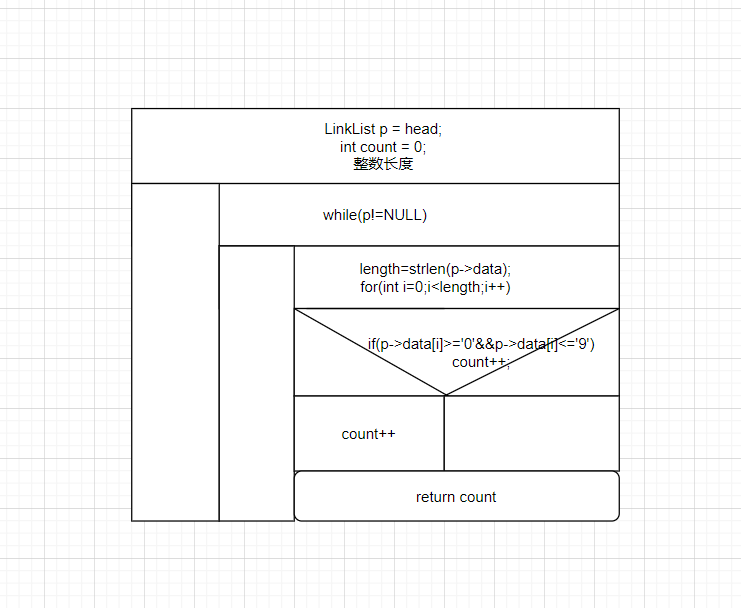 LinkList p = head;
int count = 0;
整数长度
while(p!=NULL)
length=strlen(p->data);
for(int i=0;i<length;i++)
if(p->data[i]>='0'&&p->data[i]<='9')
count++;
count++
return count